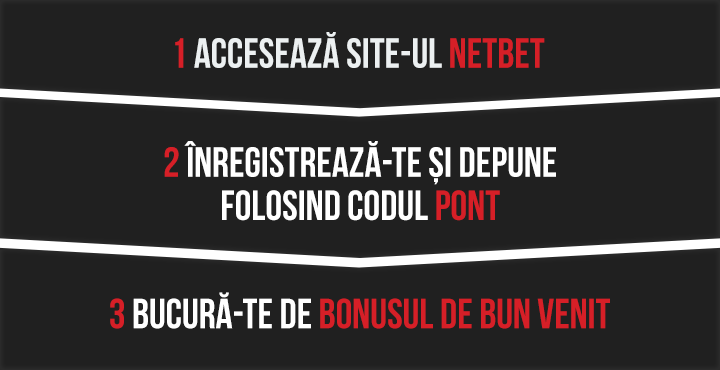 1 ACCESEAZĂ SITE-UL NETBET
2 ÎNREGISTREAZĂ-TE ȘI DEPUNE
FOLOSIND CODUL PONT
3 BUCURĂ-TE DE BONUSUL DE BUN VENIT